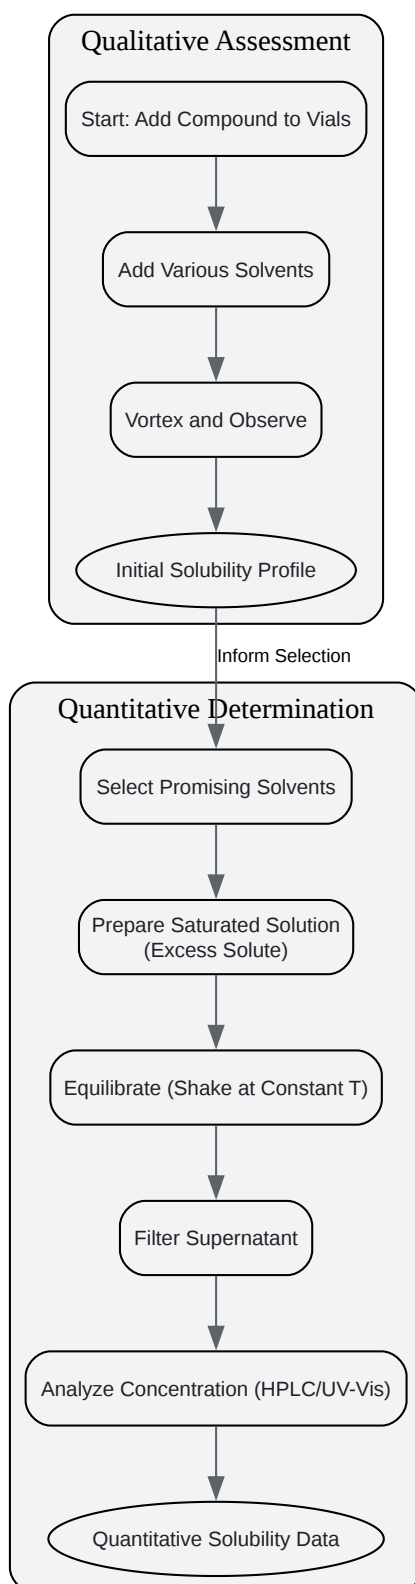 Qualitative Assessment
Start: Add Compound to Vials
Add Various Solvents
Vortex and Observe
Initial Solubility Profile
Inform Selection
Quantitative Determination
Select Promising Solvents
Prepare Saturated Solution
(Excess Solute)
Equilibrate (Shake at Constant T)
Filter Supernatant
Analyze Concentration (HPLC/UV-Vis)
Quantitative Solubility Data